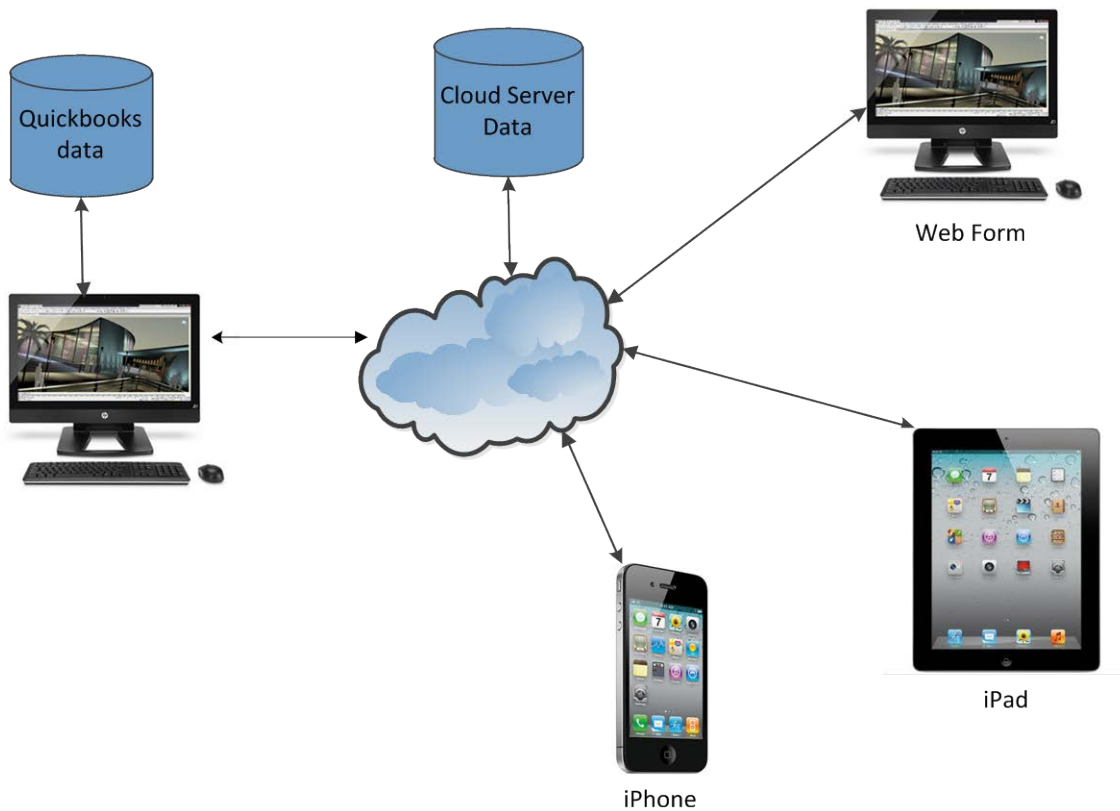 Quickbooks
data
Cloud Server
Data
Web Form
iPad
iPhone